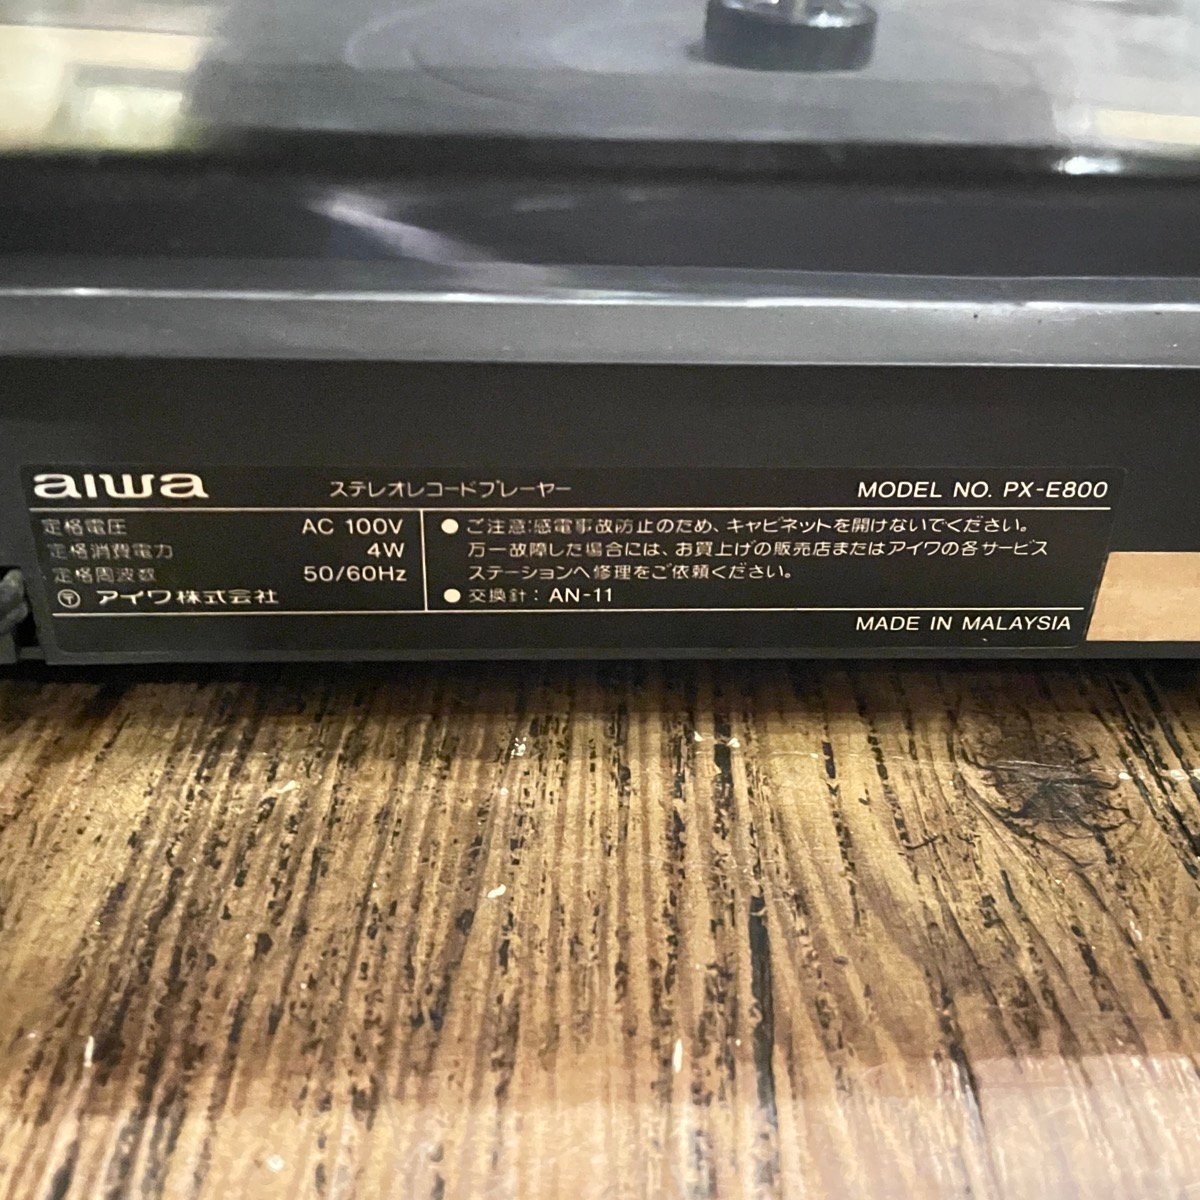 aiwa ステレオレコードプレーヤー MODEL NO. PX-E800
定格電圧 AC 100V
定格消費電力 4W
定格周波数 50/60Hz
〒 アイワ株式会社
● ご注意:感電事故防止のため、キャビネットを開けないでください。
万一故障した場合には、お買上げの販売店またはアイワの各サービス
ステーションへ修理をご依頼ください。
● 交換針: AN-11
MADE IN MALAYSIA